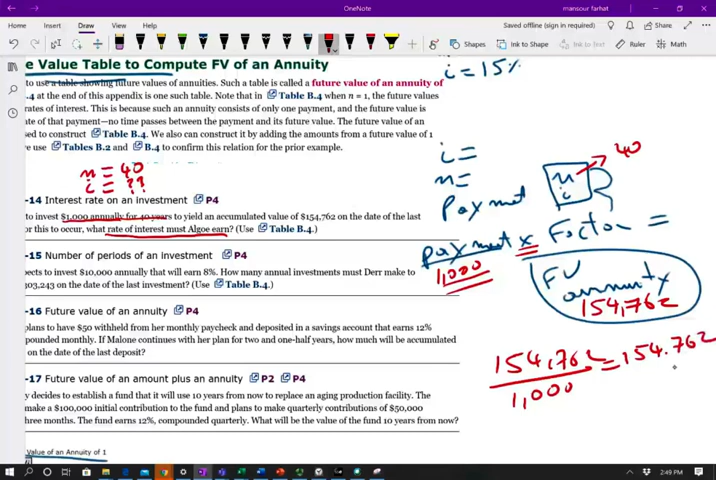 OneNote
mansour farhat
Home Insert Draw View
Saved offline (sign in required)
Share
Ink to Shape Ink to Text Ruler Math
e Value Table to Compute FV of an Annuity
to use a table showing future values of annuities. Such a table is called a future value of an annuity of
.4 at the end of this appendix is one such table. Note that in Table B.4 when n = 1, the future values
rates of interest. This is because such an annuity consists of only one payment, and the future value is
ate of that payment—no time passes between the payment and its future value. The future value of an
sed to construct Table B.4. We also can construct it by adding the amounts from a future value of 1
re use Tables B.2 and B.4 to confirm this relation for the prior example.
n = 40
i = ??
-14 Interest rate on an investment P4
to invest $1,000 annually for 40 years to yield an accumulated value of $154,762 on the date of the last
or this to occur, what rate of interest must Algoe earn? (Use Table B.4.)
-15 Number of periods of an investment P4
ects to invest $10,000 annually that will earn 8%. How many annual investments must Derr make to
303,243 on the date of the last investment? (Use Table B.4.)
-16 Future value of an annuity P4
plans to have $50 withheld from her monthly paycheck and deposited in a savings account that earns 12%
pounded monthly. If Malone continues with her plan for two and one-half years, how much will be accumulated
on the date of the last deposit?
-17 Future value of an amount plus an annuity P2 P4
y decides to establish a fund that it will use 10 years from now to replace an aging production facility. The
make a $100,000 initial contribution to the fund and plans to make quarterly contributions of $50,000
hree months. The fund earns 12%, compounded quarterly. What will be the value of the fund 10 years from now?
Value of an Annuity of 1
i = 15%
i =
n =
Paymet
n
i
40
payment x Factor =
1,000
FV
annuity
154,762
154,762
1,000
= 154.762
2:49 PM